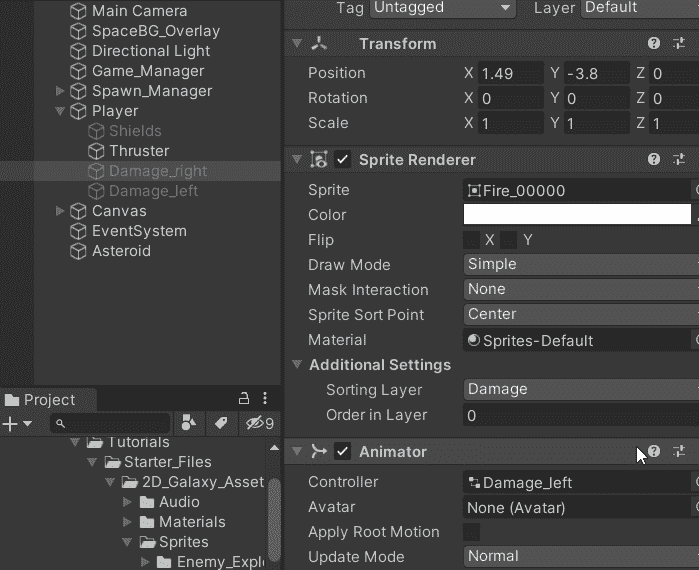 Main Camera
SpaceBG_Overlay
Directional Light
Game_Manager
Spawn_Manager
Player
Shields
Thruster
Damage_right
Damage_left
Canvas
EventSystem
Asteroid
Project
9
Tutorials
Starter_Files
2D_Galaxy_Asset
Audio
Materials
Sprites
Enemy_Expl
Tag Untagged Layer Default
Transform
Position X 1.49 Y -3.8 Z 0
Rotation X 0 Y 0 Z 0
Scale X 1 Y 1 Z 1
Sprite Renderer
Sprite Fire_00000
Color
Flip X Y
Draw Mode Simple
Mask Interaction None
Sprite Sort Point Center
Material Sprites-Default
Additional Settings
Sorting Layer Damage
Order in Layer 0
Animator
Controller Damage_left
Avatar None (Avatar)
Apply Root Motion
Update Mode Normal